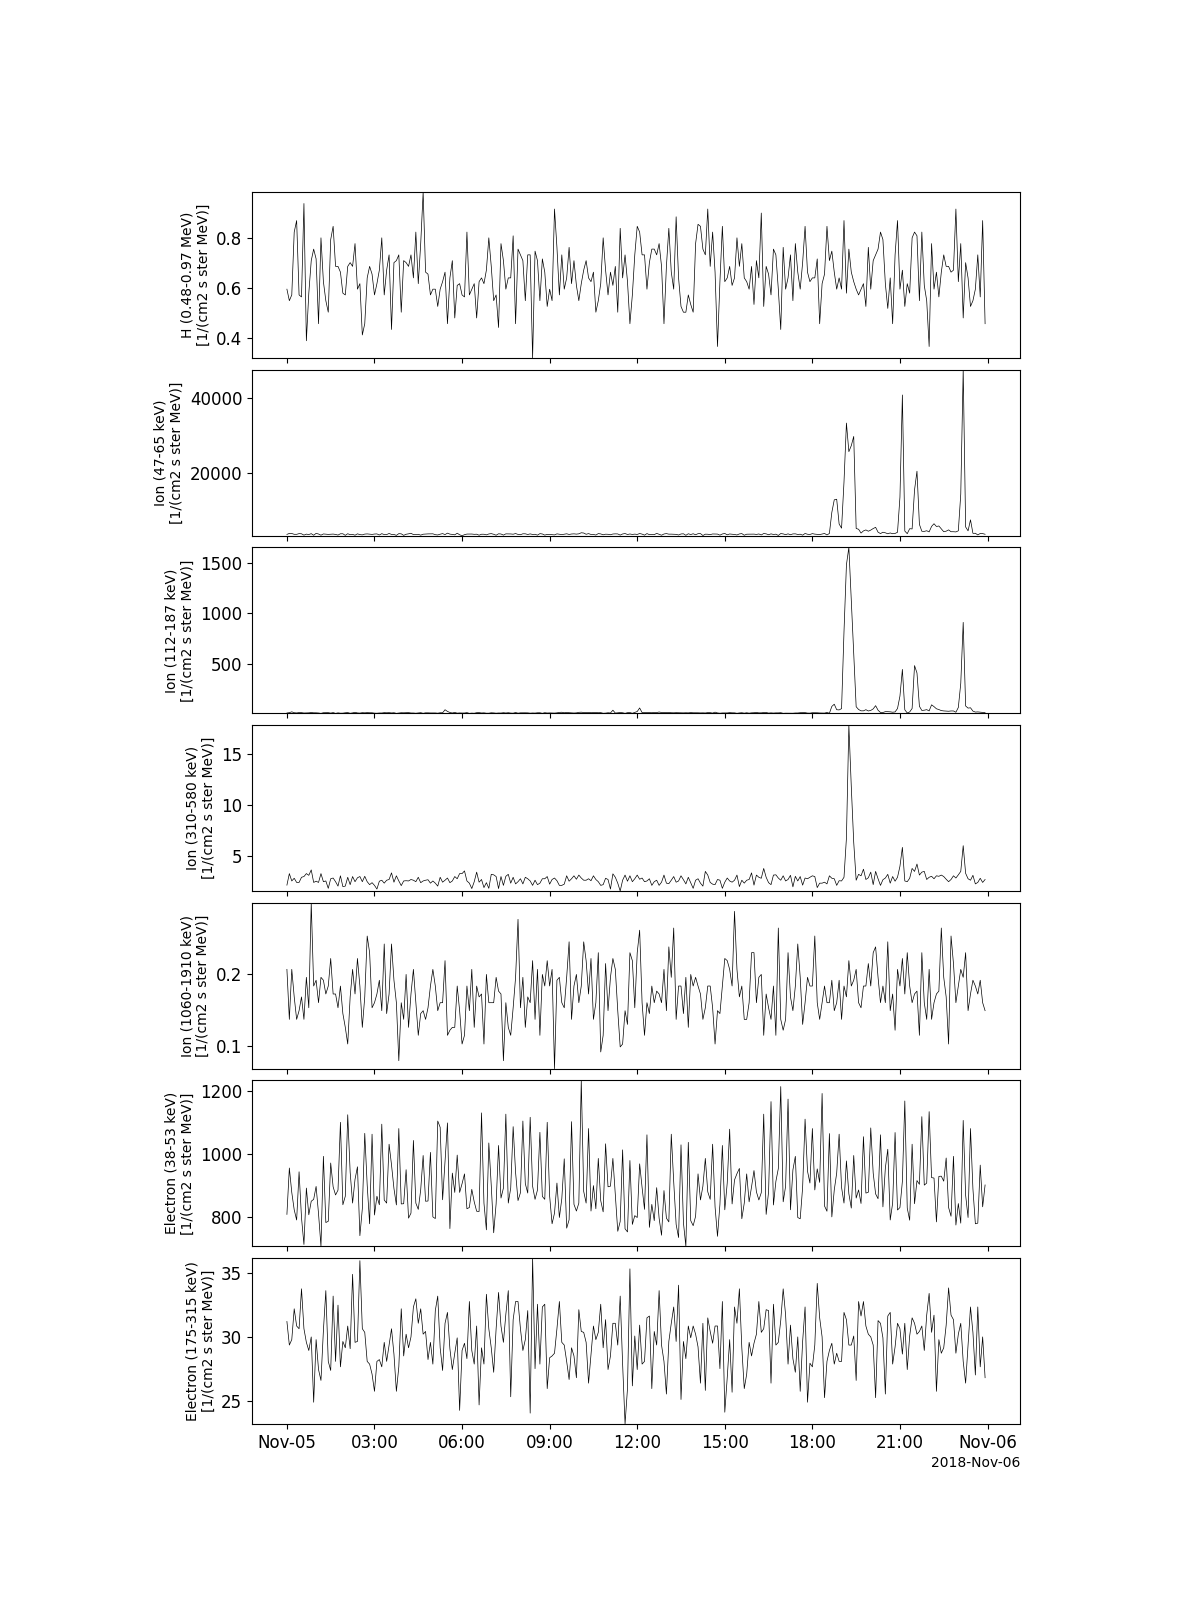 H (0.48-0.97 MeV)
[1/(cm2 s ster MeV)]
0.8
0.6
0.4
Ion (47-65 keV)
[1/(cm2 s ster MeV)]
40000
20000
Ion (112-187 keV)
[1/(cm2 s ster MeV)]
1500
1000
500
Ion (310-580 keV)
[1/(cm2 s ster MeV)]
15
10
5
Ion (1060-1910 keV)
[1/(cm2 s ster MeV)]
0.2
0.1
Electron (38-53 keV)
[1/(cm2 s ster MeV)]
1200
1000
800
Electron (175-315 keV)
[1/(cm2 s ster MeV)]
35
30
25
Nov-05 03:00 06:00 09:00 12:00 15:00 18:00 21:00 Nov-06
2018-Nov-06